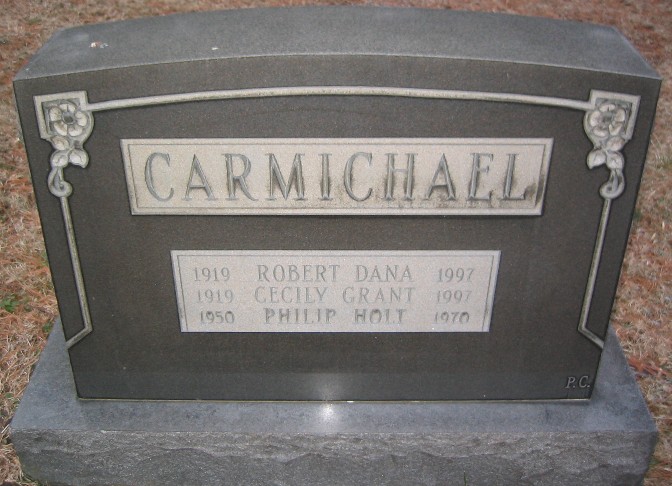 CARMICHAEL
1919 ROBERT DANA 1997
1919 CECILY GRANT 1997
1950 PHILIP HOLT 1970
P.C.